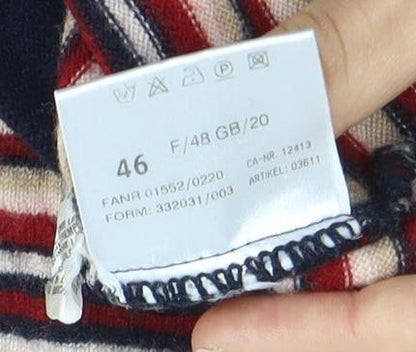 46 F/48 GB/20
FANR 01552/0220 CA-NR. 12413
FORM: 332031/003 ARTIKEL: 03611